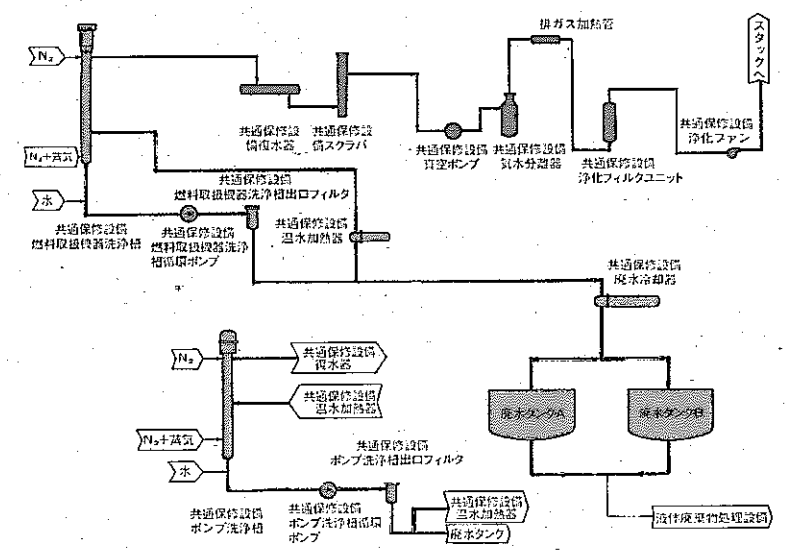 排ガス加熱管
スタックへ
N₂
共通保修設
備復水器
共通保修設
備スクラバ
共通保修設備
真空ポンプ
共通保修設備
気水分離器
共通保修設備
浄化フィルタユニット
共通保修設備
浄化ファン
N₂+蒸気
水
共通保修設備
燃料取扱機器洗浄槽出口フィルタ
共通保修設備
燃料取扱機器洗浄槽
共通保修設備
燃料取扱機器洗浄
槽循環ポンプ
共通保修設備
温水加熱器
共通保修設備
廃水冷却器
N₂
共通保修設備
復水器
共通保修設備
温水加熱器
廃水タンクA
廃水タンクB
N₂+蒸気
水
共通保修設備
ポンプ洗浄槽出口フィルタ
共通保修設備
ポンプ洗浄槽
共通保修設備
ポンプ洗浄槽循環
ポンプ
共通保修設備
温水加熱器
廃水タンク
液体廃棄物処理設備